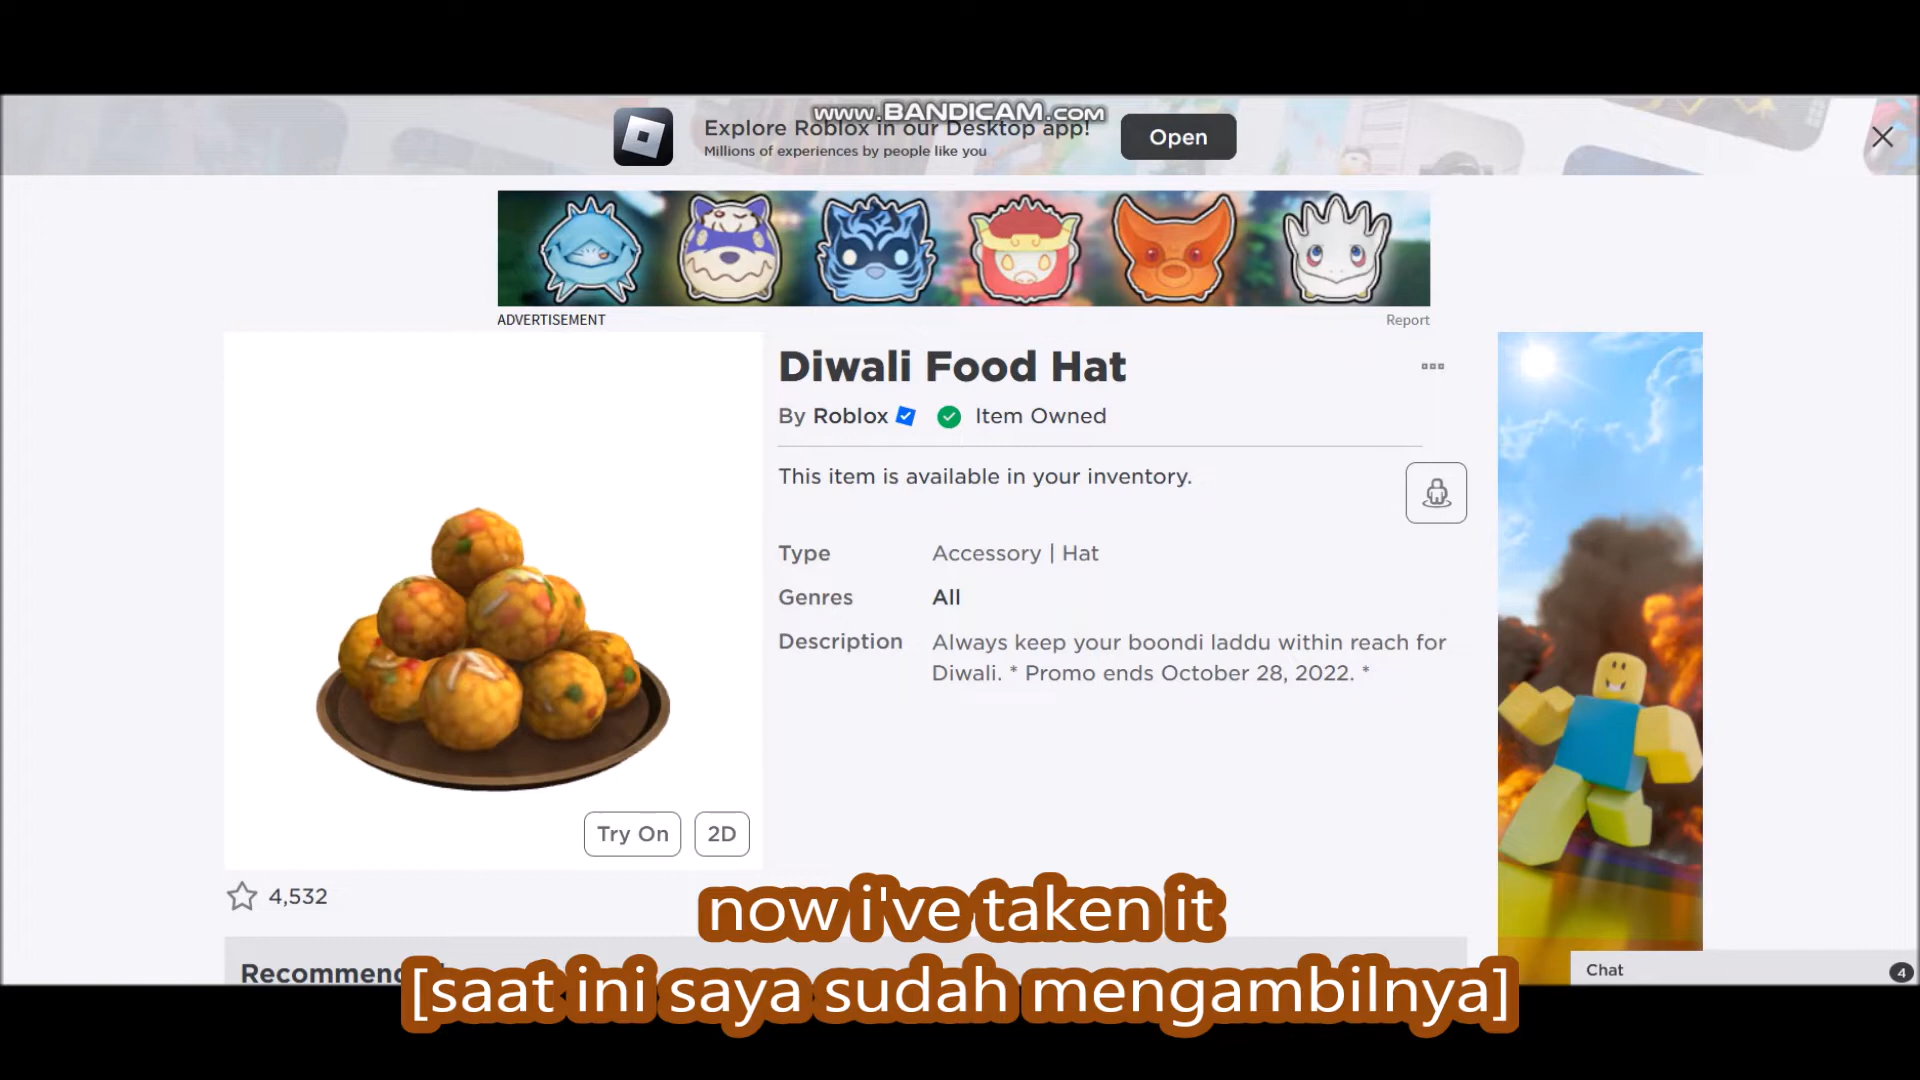 www.BANDICAM.com
Explore Roblox in our Desktop app!
Millions of experiences by people like you
Open
ADVERTISEMENT
Report
Diwali Food Hat
By Roblox
Item Owned
This item is available in your inventory.
Type
Accessory | Hat
Genres
All
Description
Always keep your boondi laddu within reach for
Diwali. * Promo ends October 28, 2022. *
Try On
2D
4,532
now i've taken it
[saat ini saya sudah mengambilnya]
Chat
4